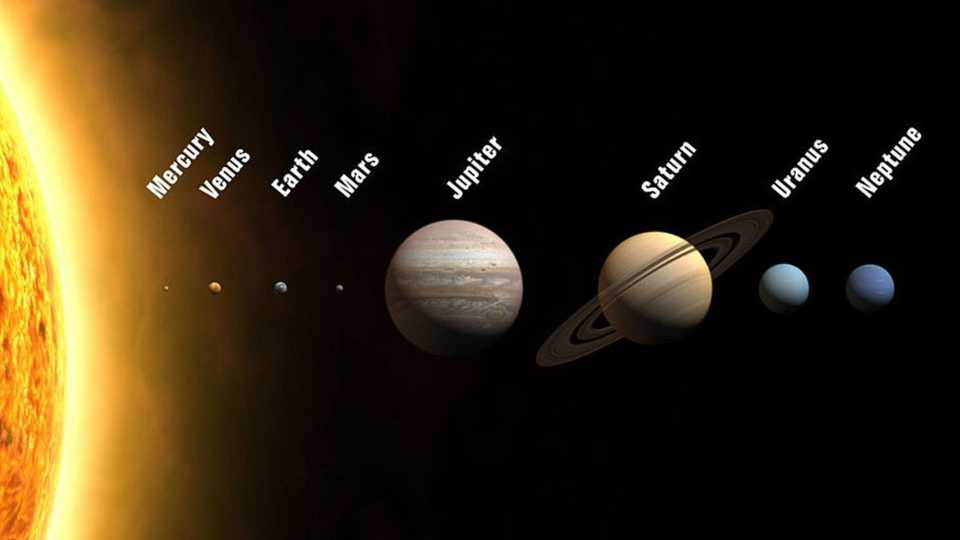 Mercury
Venus
Earth
Mars
Jupiter
Saturn
Uranus
Neptune